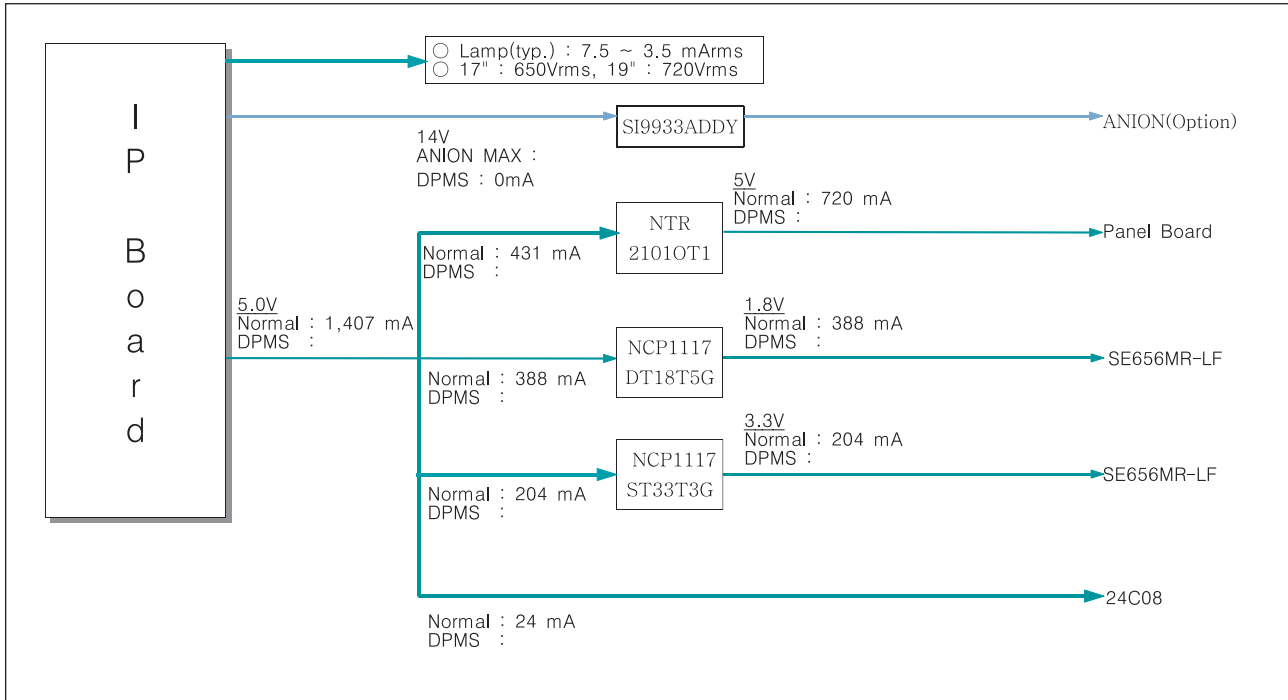 IP Board
○ Lamp(typ.) : 7.5 ~ 3.5 mArms
○ 17" : 650Vrms, 19" : 720Vrms
14V
ANION MAX :
DPMS : 0mA
SI9933ADDY
ANION(Option)
Normal : 431 mA
DPMS :
NTR
2101OT1
5V
Normal : 720 mA
DPMS :
Panel Board
5.0V
Normal : 1,407 mA
DPMS :
Normal : 388 mA
DPMS :
NCP1117
DT18T5G
1.8V
Normal : 388 mA
DPMS :
SE656MR-LF
Normal : 204 mA
DPMS :
NCP1117
ST33T3G
3.3V
Normal : 204 mA
DPMS :
SE656MR-LF
Normal : 24 mA
DPMS :
24C08